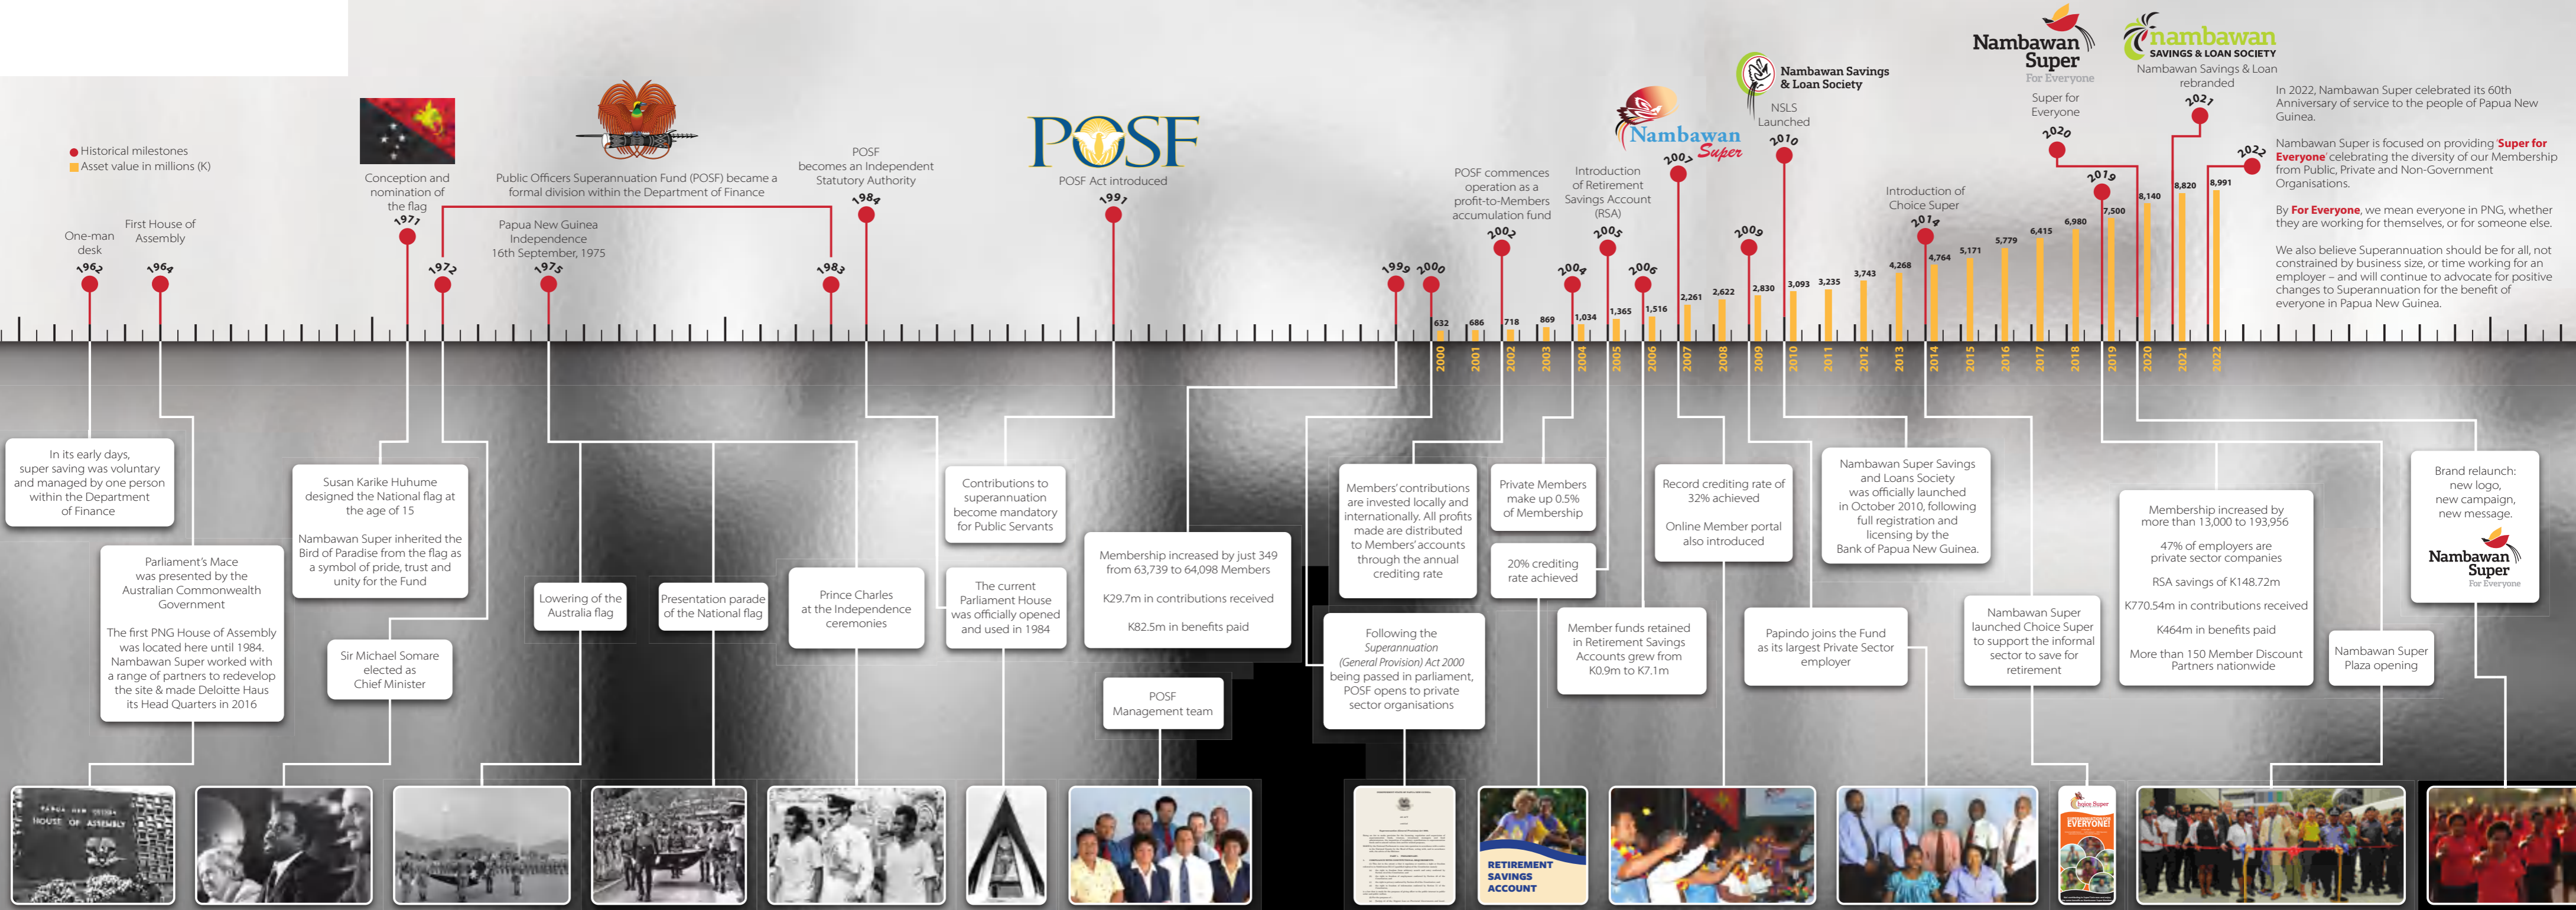 Historical milestones
Asset value in millions (K)
One-man
desk
1962
First House of
Assembly
1964
Conception and
nomination of
the flag
1971
1972
Public Officers Superannuation Fund (POSF) became a
formal division within the Department of Finance
Papua New Guinea
Independence
16th September, 1975
1975
1983
POSF
becomes an Independent
Statutory Authority
1984
POSF
POSF Act introduced
1991
1999
2000
POSF commences
operation as a
profit-to-Members
accumulation fund
2002
2004
Introduction
of Retirement
Savings Account
(RSA)
2005
2006
Nambawan
Super
2007
2009
Nambawan Savings
& Loan Society
NSLS
Launched
2010
Introduction of
Choice Super
2014
2019
Nambawan
Super
For Everyone
Super for
Everyone
2020
nambawan
SAVINGS & LOAN SOCIETY
Nambawan Savings & Loan
rebranded
2021
2022
In 2022, Nambawan Super celebrated its 60th
Anniversary of service to the people of Papua New
Guinea.
Nambawan Super is focused on providing ‘Super for
Everyone’ celebrating the diversity of our Membership
from Public, Private and Non-Government
Organisations.
By For Everyone, we mean everyone in PNG, whether
they are working for themselves, or for someone else.
We also believe Superannuation should be for all, not
constrained by business size, or time working for an
employer – and will continue to advocate for positive
changes to Superannuation for the benefit of
everyone in Papua New Guinea.
632
686
718
869
1,034
1,365
1,516
2,261
2,622
2,830
3,093
3,235
3,743
4,268
4,764
5,171
5,779
6,415
6,980
7,500
8,140
8,820
8,991
2000
2001
2002
2003
2004
2005
2006
2007
2008
2009
2010
2011
2012
2013
2014
2015
2016
2017
2018
2019
2020
2021
2022
In its early days,
super saving was voluntary
and managed by one person
within the Department
of Finance
Parliament’s Mace
was presented by the
Australian Commonwealth
Government
The first PNG House of Assembly
was located here until 1984.
Nambawan Super worked with
a range of partners to redevelop
the site & made Deloitte Haus
its Head Quarters in 2016
Susan Karike Huhume
designed the National flag at
the age of 15
Nambawan Super inherited the
Bird of Paradise from the flag as
a symbol of pride, trust and
unity for the Fund
Sir Michael Somare
elected as
Chief Minister
Lowering of the
Australia flag
Presentation parade
of the National flag
Prince Charles
at the Independence
ceremonies
Contributions to
superannuation
become mandatory
for Public Servants
The current
Parliament House
was officially opened
and used in 1984
Membership increased by just 349
from 63,739 to 64,098 Members
K29.7m in contributions received
K82.5m in benefits paid
POSF
Management team
Members’ contributions
are invested locally and
internationally. All profits
made are distributed
to Members’ accounts
through the annual
crediting rate
Following the
Superannuation
(General Provision) Act 2000
being passed in parliament,
POSF opens to private
sector organisations
Private Members
make up 0.5%
of Membership
20% crediting
rate achieved
Member funds retained
in Retirement Savings
Accounts grew from
K0.9m to K7.1m
Record crediting rate of
32% achieved
Online Member portal
also introduced
Papindo joins the Fund
as its largest Private Sector
employer
Nambawan Super Savings
and Loans Society
was officially launched
in October 2010, following
full registration and
licensing by the
Bank of Papua New Guinea.
Nambawan Super
launched Choice Super
to support the informal
sector to save for
retirement
Membership increased by
more than 13,000 to 193,956
47% of employers are
private sector companies
RSA savings of K148.72m
K770.54m in contributions received
K464m in benefits paid
More than 150 Member Discount
Partners nationwide
Nambawan Super
Plaza opening
Brand relaunch:
new logo,
new campaign,
new message.
Nambawan
Super
For Everyone
PAPUA NEW GUINEA
HOUSE OF ASSEMBLY
RETIREMENT
SAVINGS
ACCOUNT
Choice Super
EVERYONE!